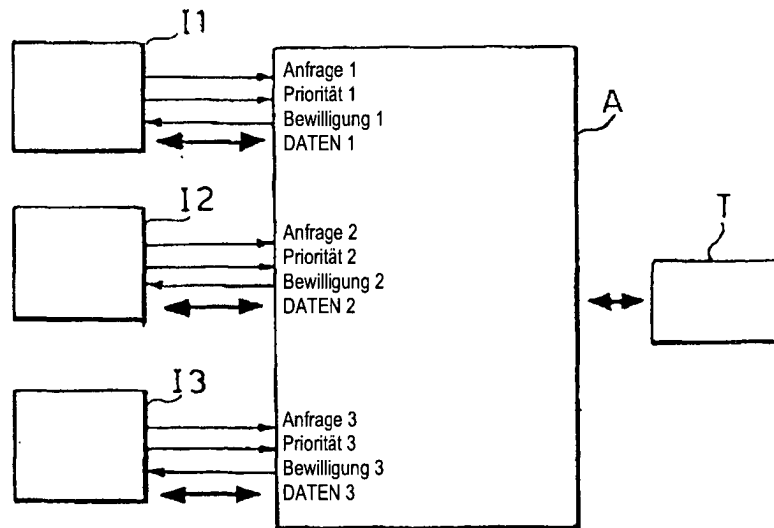 I1
Anfrage 1
Priorität 1
Bewilligung 1
DATEN 1
A
I2
Anfrage 2
Priorität 2
Bewilligung 2
DATEN 2
T
I3
Anfrage 3
Priorität 3
Bewilligung 3
DATEN 3